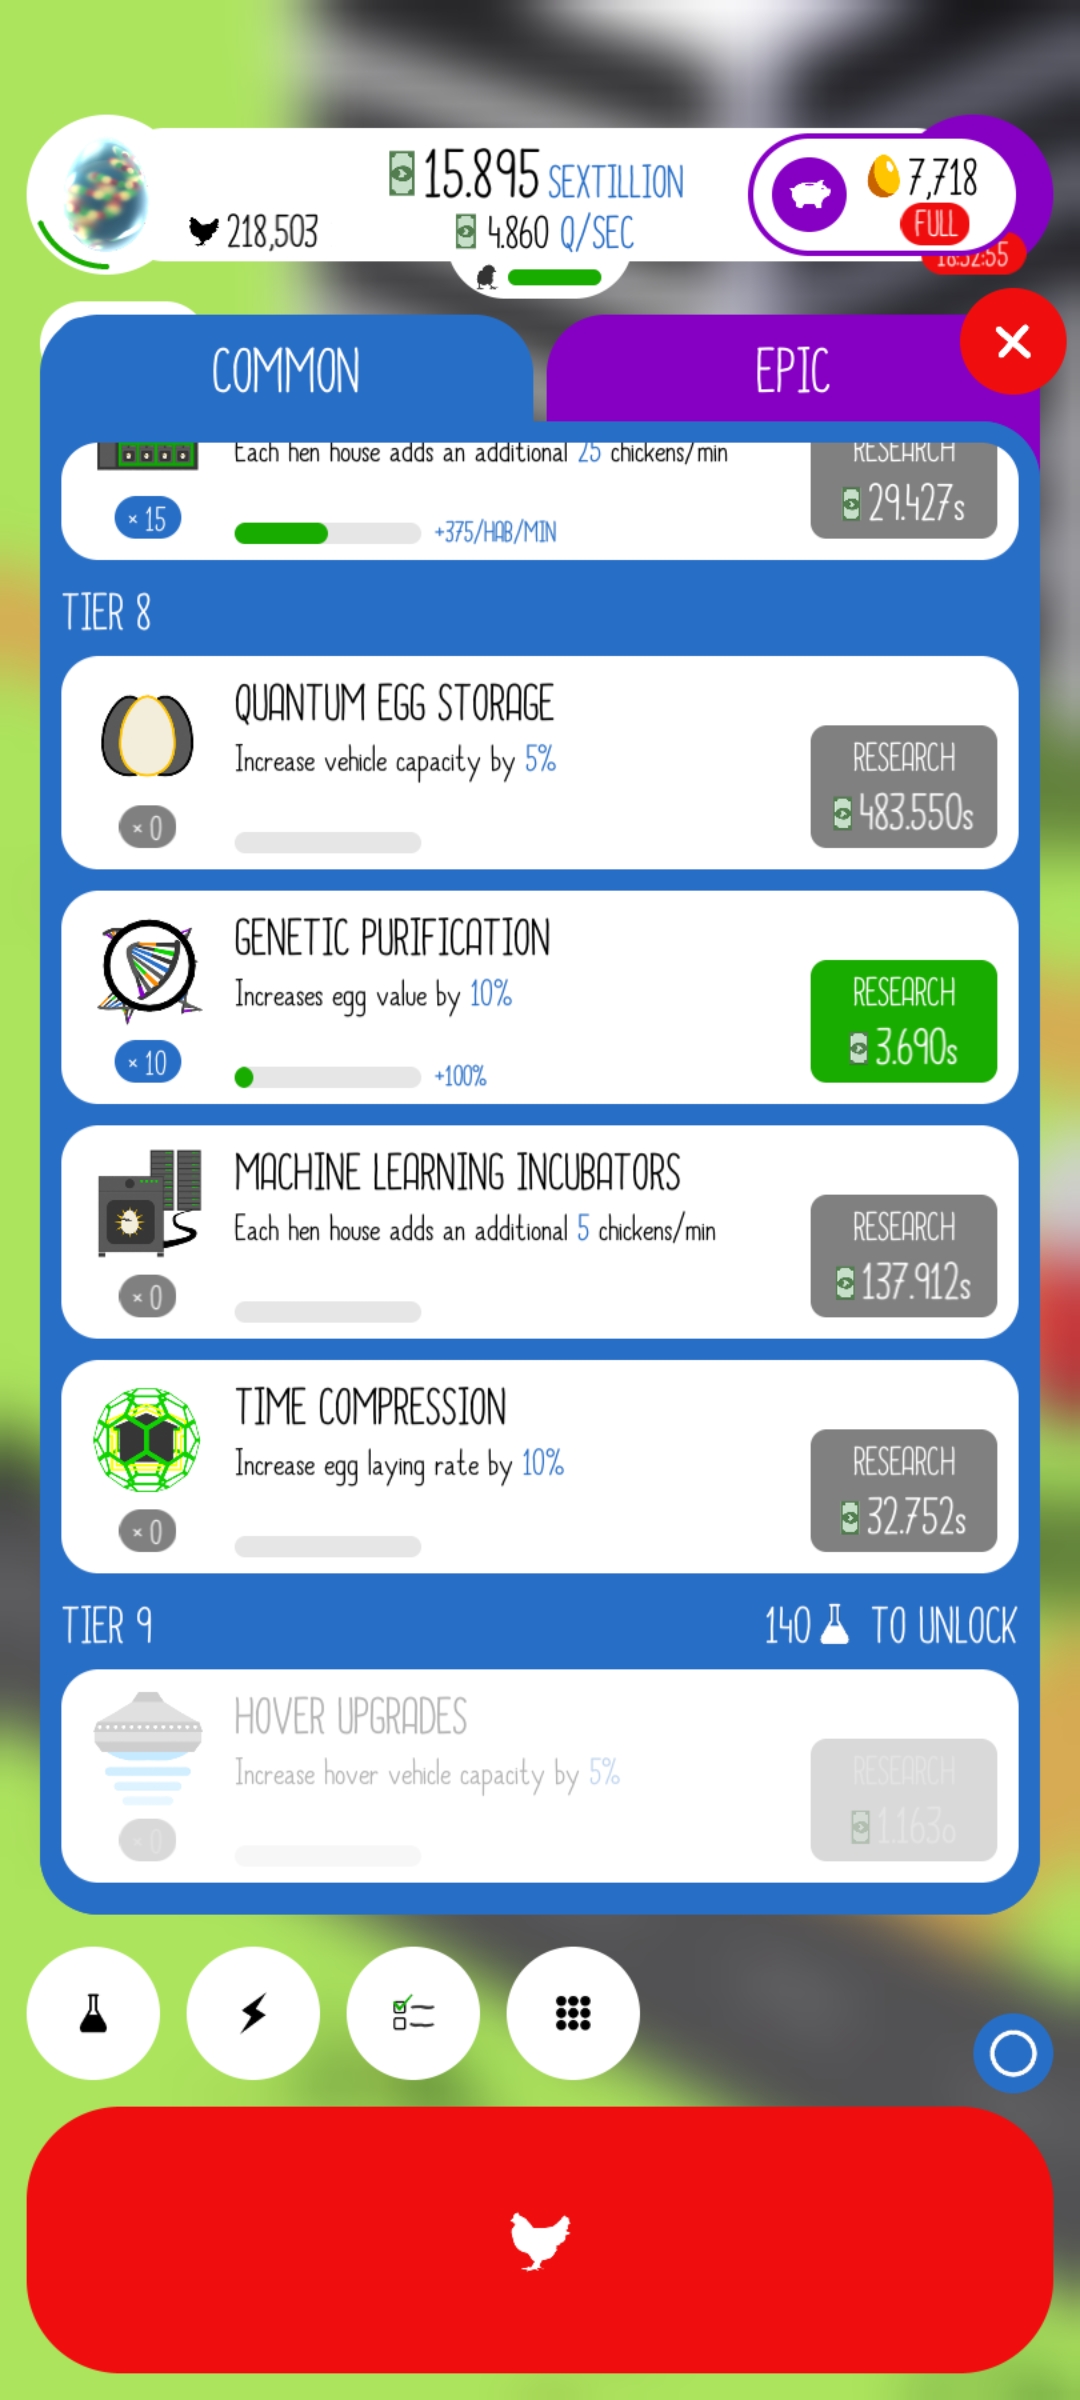 15.895 SEXTILLION
218,503
4.860 Q/SEC
7,718
FULL
18:52:55
COMMON
EPIC
Each hen house adds an additional 25 chickens/min
RESEARCH
29.427s
× 15
+375/HAB/MIN
TIER 8
QUANTUM EGG STORAGE
Increase vehicle capacity by 5%
RESEARCH
483.550s
× 0
GENETIC PURIFICATION
Increases egg value by 10%
RESEARCH
3.690s
× 10
+100%
MACHINE LEARNING INCUBATORS
Each hen house adds an additional 5 chickens/min
RESEARCH
137.912s
× 0
TIME COMPRESSION
Increase egg laying rate by 10%
RESEARCH
32.752s
× 0
TIER 9
140 TO UNLOCK
HOVER UPGRADES
Increase hover vehicle capacity by 5%
RESEARCH
1.163o
× 0